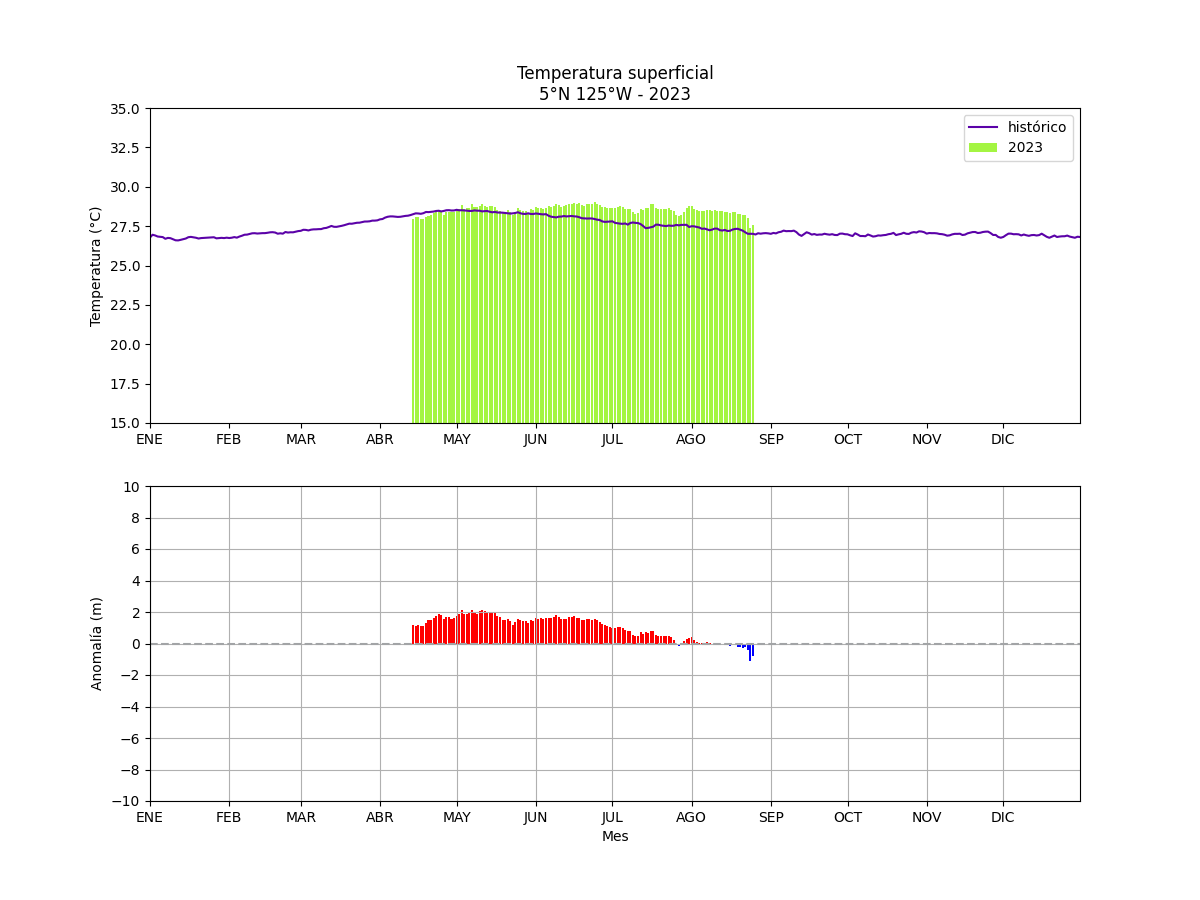 Temperatura superficial
5°N 125°W - 2023
35.0
32.5
30.0
27.5
25.0
22.5
20.0
17.5
15.0
Temperatura (°C)
histórico
2023
ENE FEB MAR ABR MAY JUN JUL AGO SEP OCT NOV DIC
10
8
6
4
2
0
−2
−4
−6
−8
−10
Anomalía (m)
ENE FEB MAR ABR MAY JUN JUL AGO SEP OCT NOV DIC
Mes